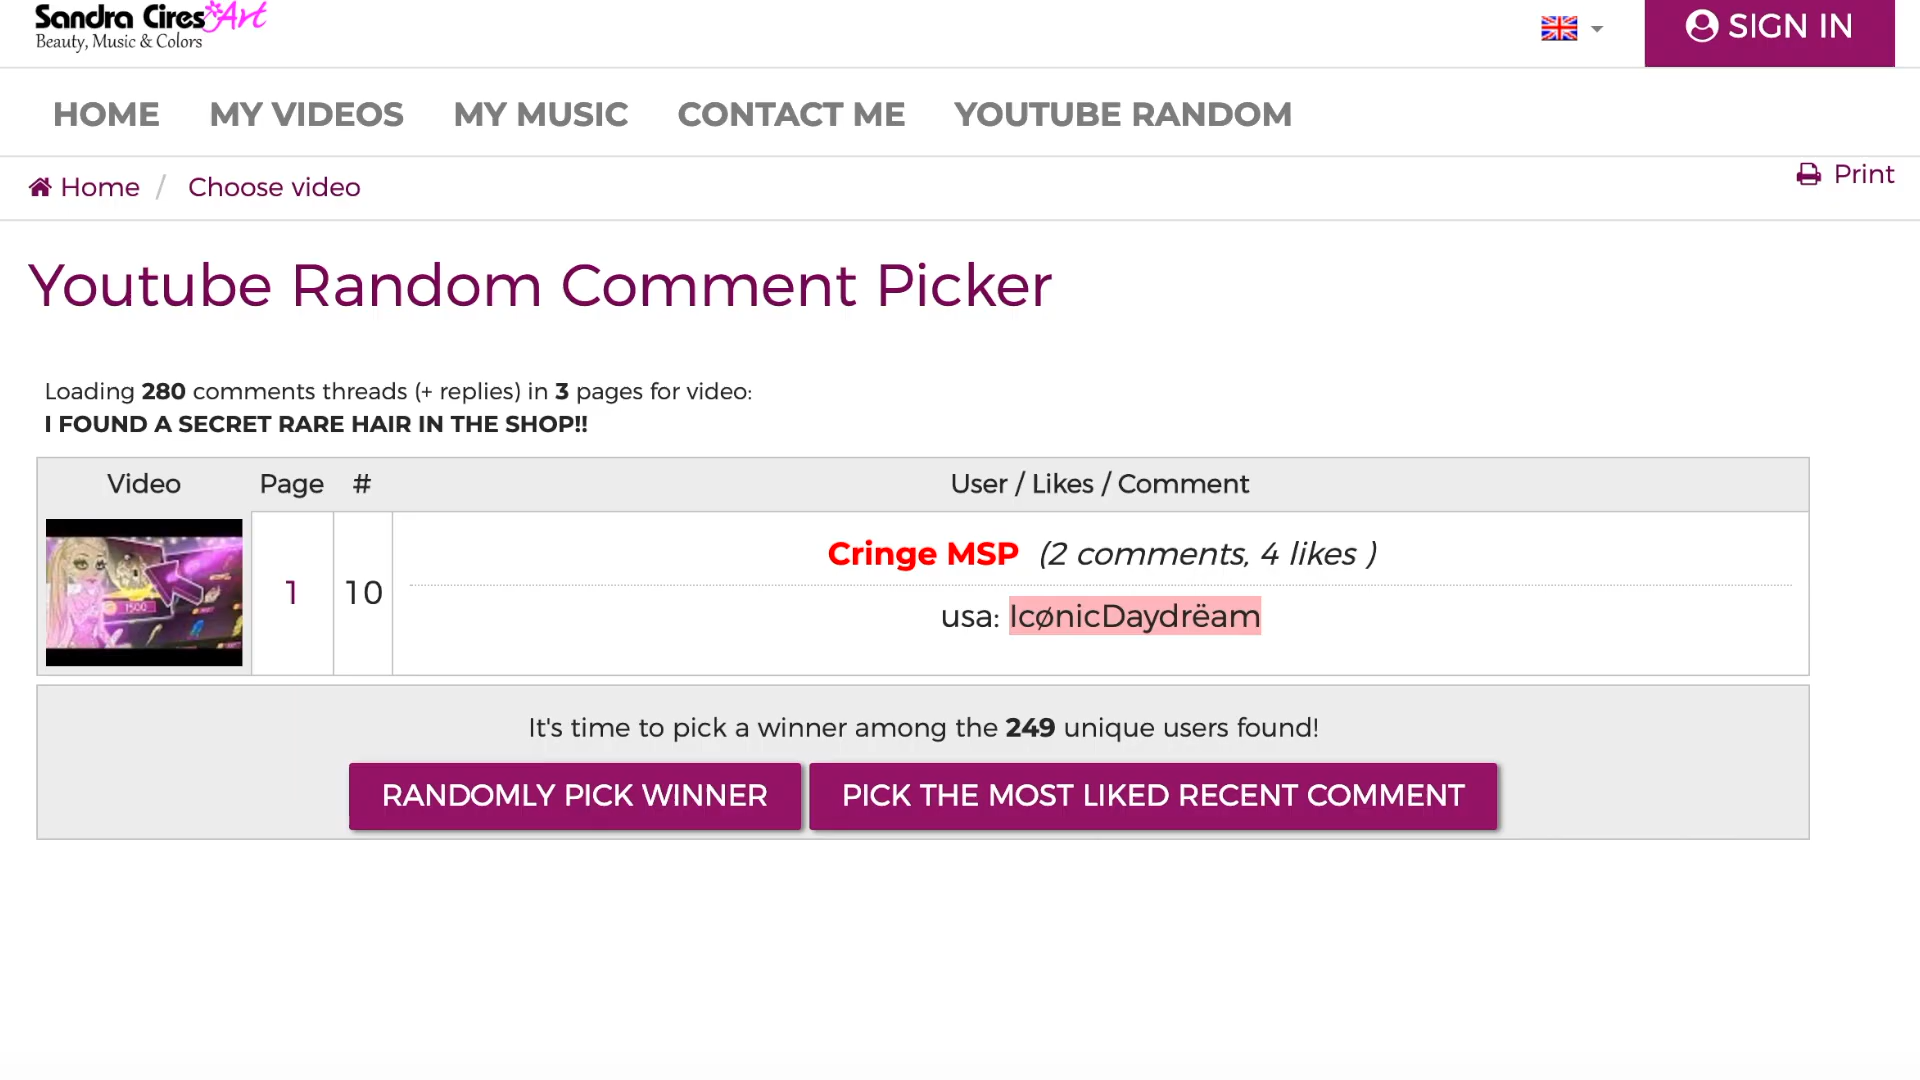 Sandra Cires Art
Beauty, Music & Colors
SIGN IN
HOME MY VIDEOS MY MUSIC CONTACT ME YOUTUBE RANDOM
Home / Choose video
Print
Youtube Random Comment Picker
Loading 280 comments threads (+ replies) in 3 pages for video:
I FOUND A SECRET RARE HAIR IN THE SHOP!!
Video Page # User / Likes / Comment
Cringe MSP (2 comments, 4 likes )
1500
1 10
usa: IcønicDaydrëam
It's time to pick a winner among the 249 unique users found!
RANDOMLY PICK WINNER PICK THE MOST LIKED RECENT COMMENT